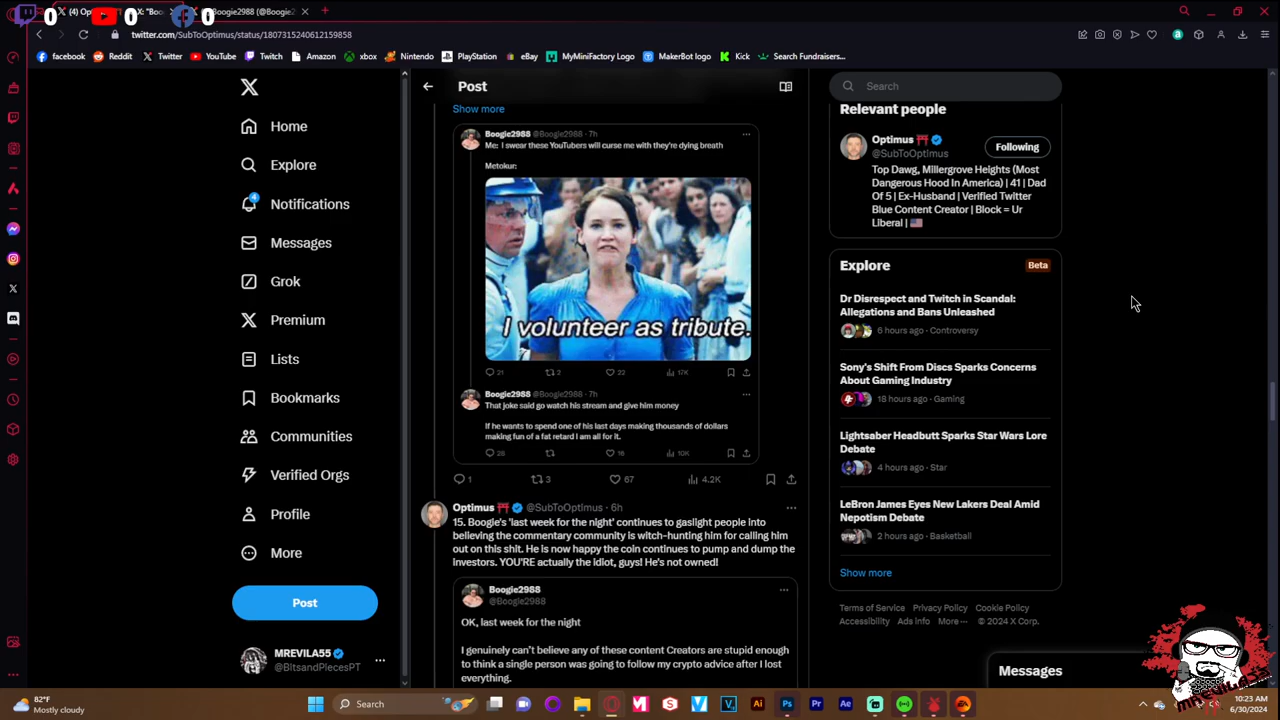 0
0
0
(4) Op
"Boo
(@Boogie2
twitter.com/SubToOptimus/status/1807315240612159858
facebook
Reddit
Twitter
YouTube
Twitch
Amazon
xbox
Nintendo
PlayStation
eBay
MyMiniFactory Logo
MakerBot logo
Kick
Search Fundraisers...
Home
Explore
4
Notifications
Messages
Grok
Premium
Lists
Bookmarks
Communities
Verified Orgs
Profile
More
Post
MREVILA55
@BItsandPIecesPT
Post
Show more
Boogie2988 @Boogie2988 · 7h
Me: I swear these YouTubers will curse me with they're dying breath
Metokur:
I volunteer as tribute.
21
2
22
17K
Boogie2988 @Boogie2988 · 7h
That joke said go watch his stream and give him money
If he wants to spend one of his last days making thousands of dollars
making fun of a fat retard I am all for it.
28
16
10K
1
3
67
4.2K
Optimus @SubToOptImus · 6h
15. Boogie's 'last week for the night' continues to gaslight people into
believing the commentary community is witch-hunting him for calling him
out on this shit. He is now happy the coin continues to pump and dump the
investors. YOU'RE actually the idiot, guys! He's not owned!
Boogie2988
@Boogie2988
OK, last week for the night
I genuinely can't believe any of these content Creators are stupid enough
to think a single person was going to follow my crypto advice after I lost
everything.
Search
Relevant people
Optimus
@SubToOptImus
Following
Top Dawg, Millergrove Heights (Most
Dangerous Hood In America) | 41 | Dad
Of 5 | Ex-Husband | Verified Twitter
Blue Content Creator | Block = Ur
Liberal |
Explore
Beta
Dr Disrespect and Twitch in Scandal:
Allegations and Bans Unleashed
6 hours ago · Controversy
Sony's Shift From Discs Sparks Concerns
About Gaming Industry
18 hours ago · Gaming
Lightsaber Headbutt Sparks Star Wars Lore
Debate
4 hours ago · Star
LeBron James Eyes New Lakers Deal Amid
Nepotism Debate
2 hours ago · Basketball
Show more
Terms of Service Privacy Policy Cookie Policy
Accessibility Ads info More ··· © 2024 X Corp.
Messages
82°F
Mostly cloudy
Search
10:23 AM
6/30/2024